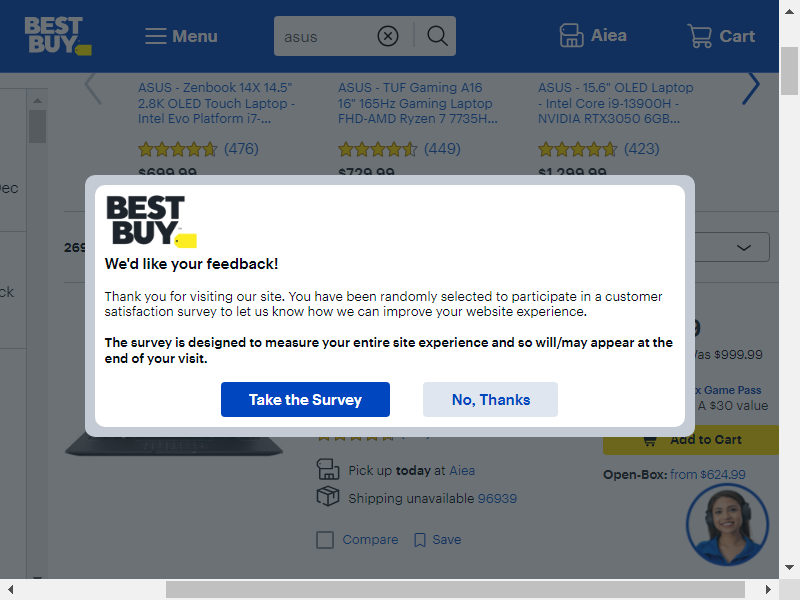 BEST BUY
Menu
asus
Aiea
Cart
ASUS - Zenbook 14X 14.5"
2.8K OLED Touch Laptop -
Intel Evo Platform i7-...
(476)
$699.99
ASUS - TUF Gaming A16
16" 165Hz Gaming Laptop
FHD-AMD Ryzen 7 7735H...
(449)
$729.99
ASUS - 15.6" OLED Laptop
- Intel Core i9-13900H -
NVIDIA RTX3050 6GB...
(423)
$1,299.99
BEST BUY
We'd like your feedback!
Thank you for visiting our site. You have been randomly selected to participate in a customer
satisfaction survey to let us know how we can improve your website experience.
The survey is designed to measure your entire site experience and so will/may appear at the
end of your visit.
Take the Survey
No, Thanks
$999.99
Game Pass
A $30 value
Add to Cart
Open-Box: from $624.99
Pick up today at Aiea
Shipping unavailable 96939
Compare
Save